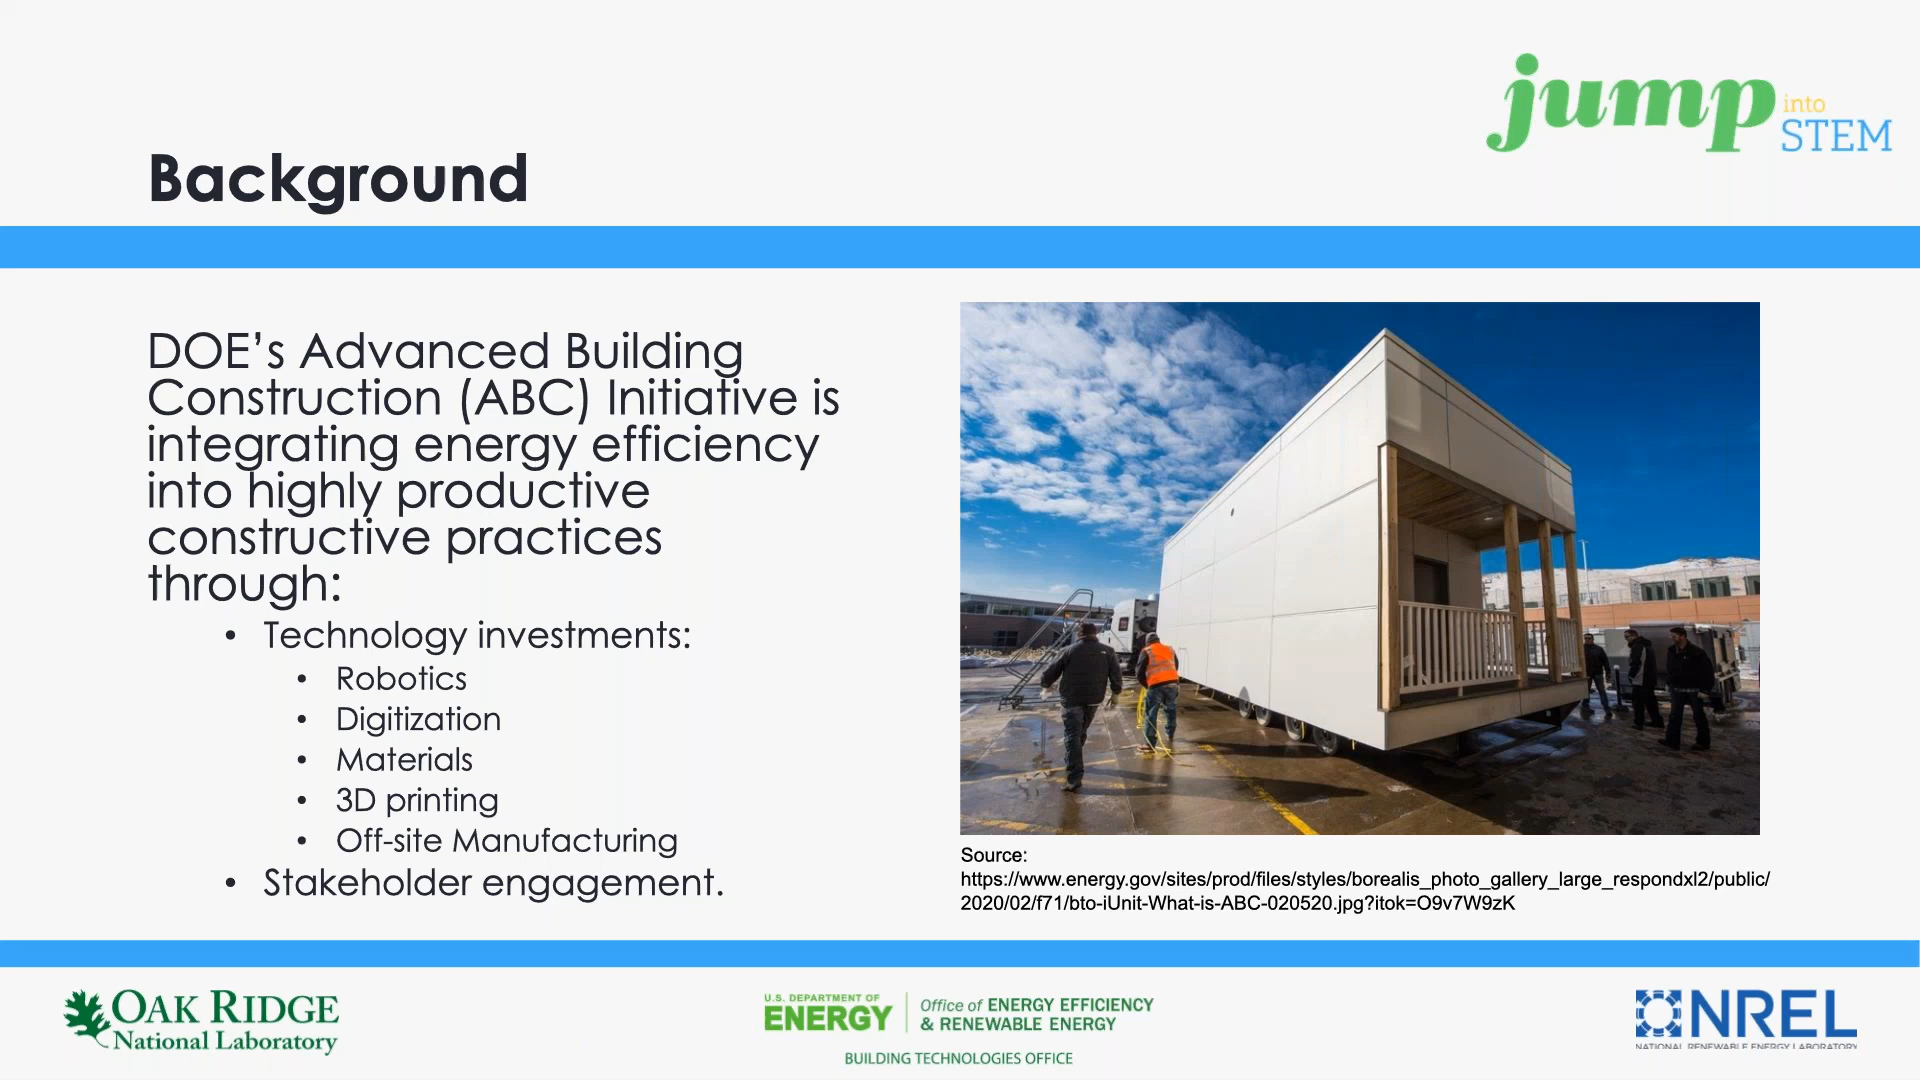 jump into STEM
Background
DOE’s Advanced Building
Construction (ABC) Initiative is
integrating energy efficiency
into highly productive
constructive practices
through:
• Technology investments:
• Robotics
• Digitization
• Materials
• 3D printing
• Off-site Manufacturing
• Stakeholder engagement.
Source:
https://www.energy.gov/sites/prod/files/styles/borealis_photo_gallery_large_respondxl2/public/
2020/02/f71/bto-iUnit-What-is-ABC-020520.jpg?itok=O9v7W9zK
OAK RIDGE
National Laboratory
U.S. DEPARTMENT OF
ENERGY
Office of ENERGY EFFICIENCY
& RENEWABLE ENERGY
BUILDING TECHNOLOGIES OFFICE
NREL
NATIONAL RENEWABLE ENERGY LABORATORY